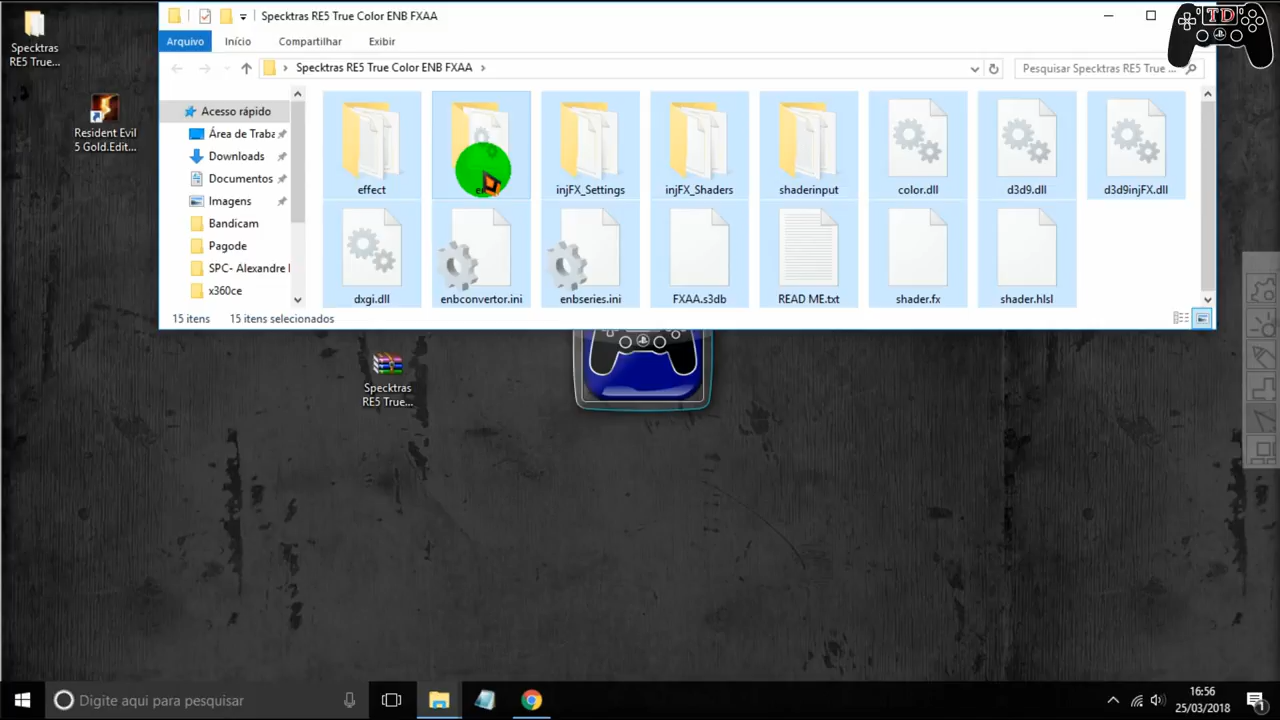 Specktras
RE5 True...
Resident Evil
5 Gold.Edit...
Specktras RE5 True Color ENB FXAA
TD
Arquivo Início Compartilhar Exibir
Specktras RE5 True Color ENB FXAA
Pesquisar Specktras RE5 True ...
Acesso rápido
Área de Traba
Downloads
Documentos
Imagens
Bandicam
Pagode
SPC- Alexandre
x360ce
effect
injFX_Settings
injFX_Shaders
shaderinput
color.dll
d3d9.dll
d3d9injFX.dll
dxgi.dll
enbconvertor.ini
enbseries.ini
FXAA.s3db
READ ME.txt
shader.fx
shader.hlsl
15 itens 15 itens selecionados
Specktras
RE5 True...
Digite aqui para pesquisar
16:56
25/03/2018
1